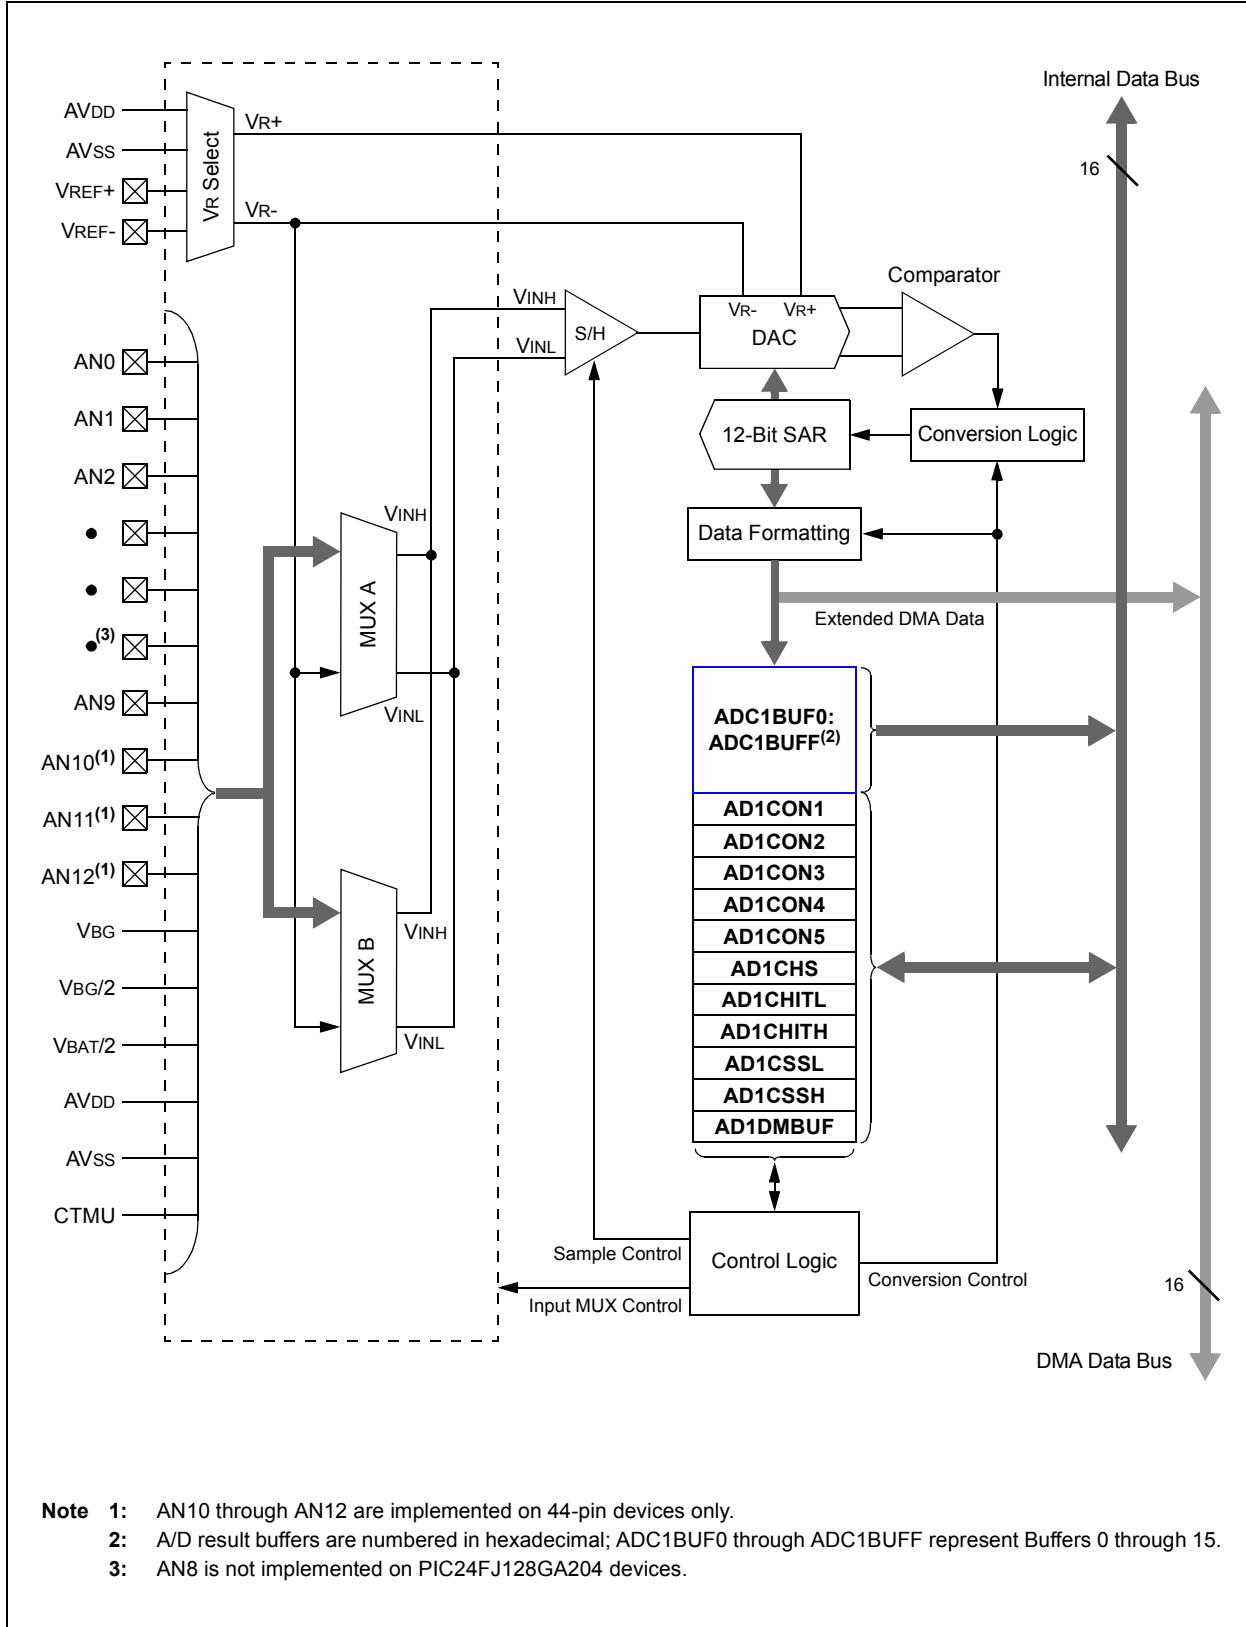 Internal Data Bus
AVDD
AVSS
VREF+
VREF-
VR Select
VR+
VR-
16
Comparator
VINH
VINL
S/H
VR- VR+
DAC
AN0
AN1
AN2
•
•
•(3)
AN9
AN10(1)
AN11(1)
AN12(1)
VBG
VBG/2
VBAT/2
AVDD
AVSS
CTMU
VINH
MUX A
VINL
MUX B
VINH
VINL
12-Bit SAR
Conversion Logic
Data Formatting
Extended DMA Data
ADC1BUF0:
ADC1BUFF(2)
AD1CON1
AD1CON2
AD1CON3
AD1CON4
AD1CON5
AD1CHS
AD1CHITL
AD1CHITH
AD1CSSL
AD1CSSH
AD1DMBUF
Sample Control
Control Logic
Conversion Control
Input MUX Control
16
DMA Data Bus
Note 1: AN10 through AN12 are implemented on 44-pin devices only.
2: A/D result buffers are numbered in hexadecimal; ADC1BUF0 through ADC1BUFF represent Buffers 0 through 15.
3: AN8 is not implemented on PIC24FJ128GA204 devices.